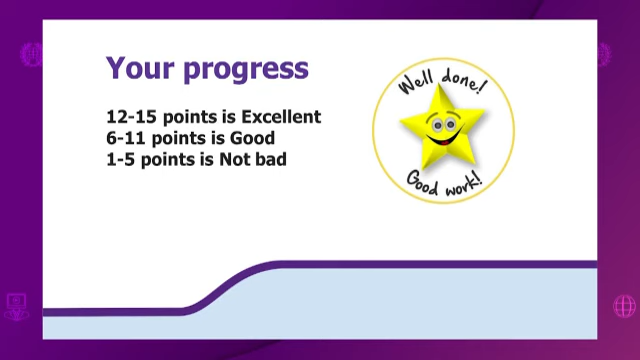 Your progress
12-15 points is Excellent
6-11 points is Good
1-5 points is Not bad
Well done!
Good work!